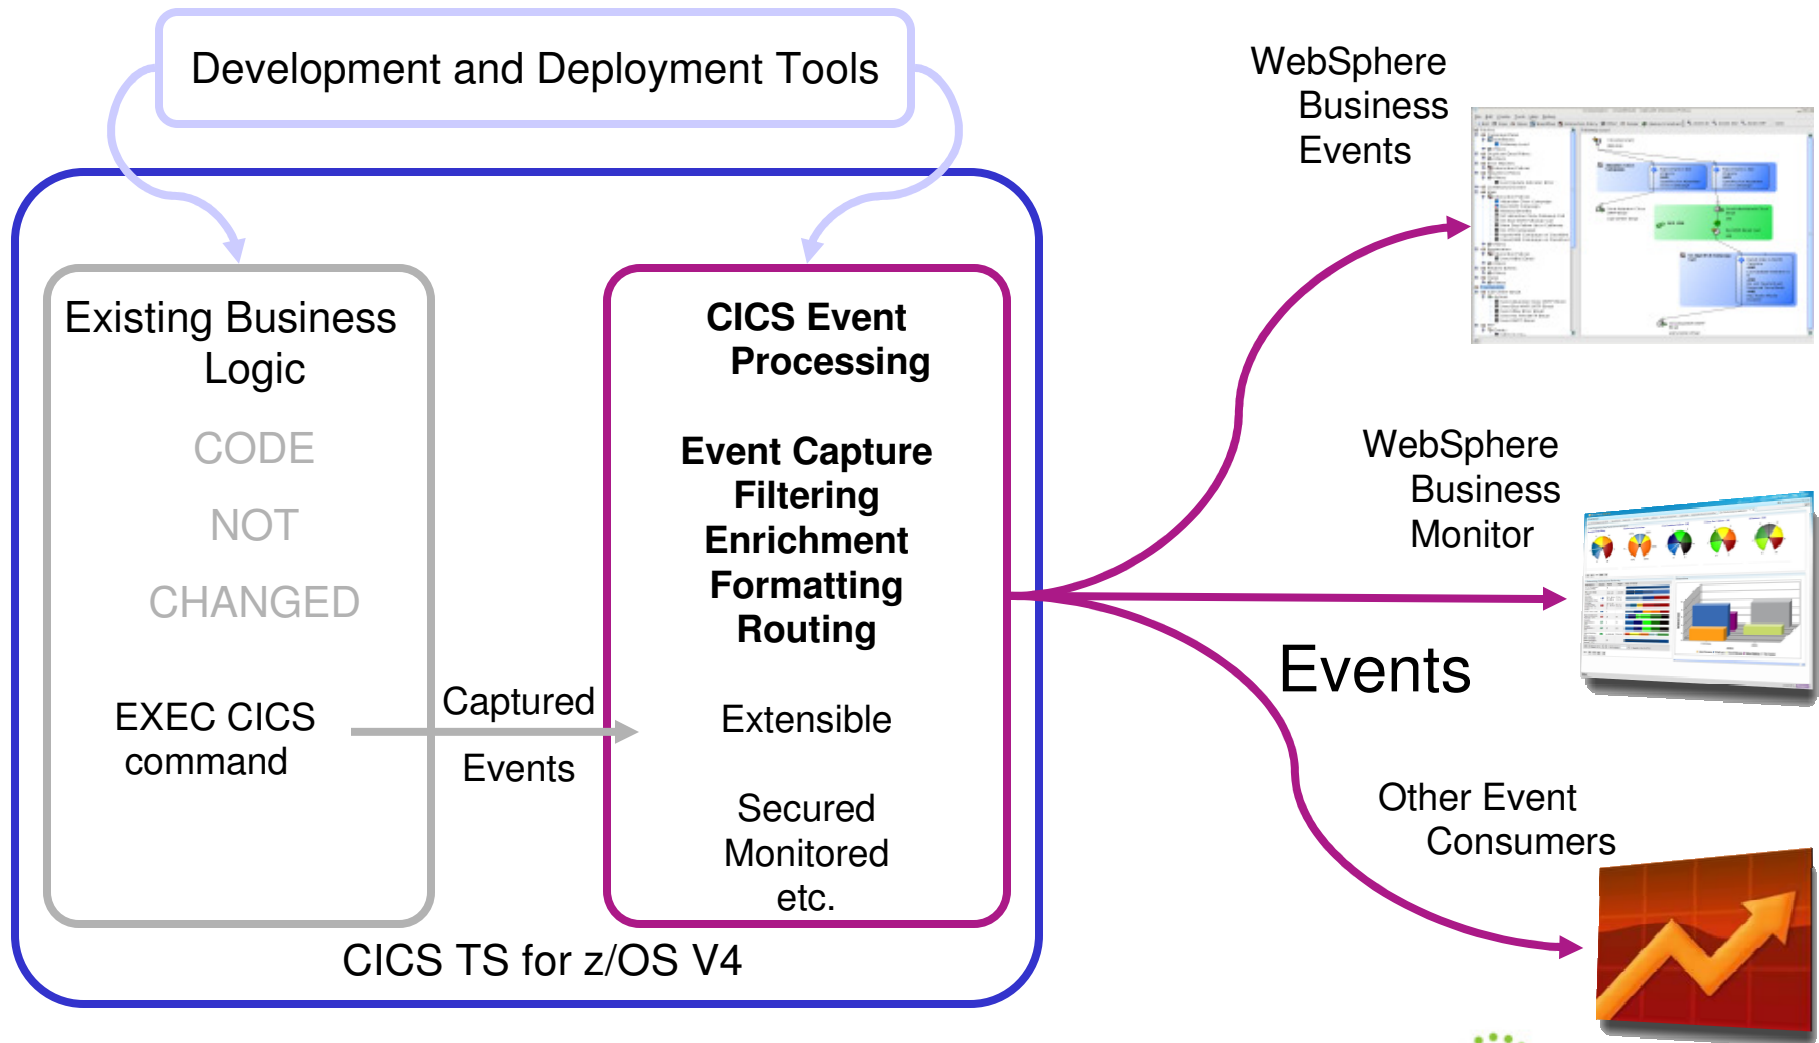 Development and Deployment Tools
Existing Business
Logic
CODE
NOT
CHANGED
EXEC CICS
command
Captured
Events
CICS Event
Processing
Event Capture
Filtering
Enrichment
Formatting
Routing
Extensible
Secured
Monitored
etc.
CICS TS for z/OS V4
WebSphere
Business
Events
WebSphere
Business
Monitor
Events
Other Event
Consumers